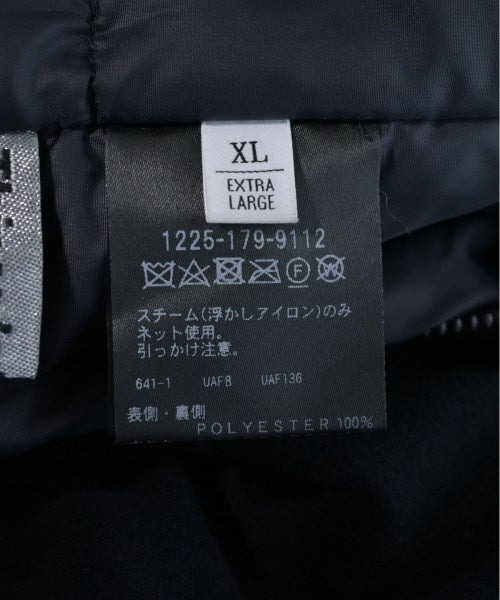 XL
EXTRA
LARGE
1225-179-9112
F W
スチーム(浮かしアイロン)のみ
ネット使用。
引っかけ注意。
641-1 UAF8 UAF136
表側・裏側
POLYESTER 100%